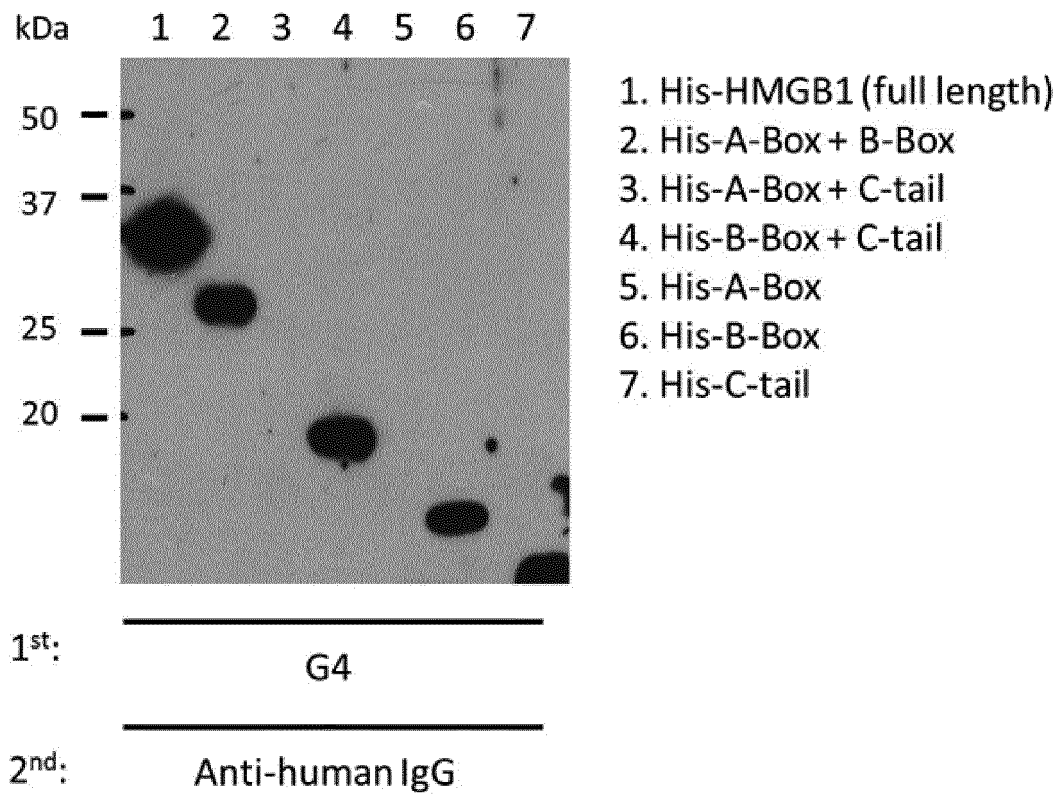 kDa 1 2 3 4 5 6 7
50
37
25
20
1. His-HMGB1 (full length)
2. His-A-Box + B-Box
3. His-A-Box + C-tail
4. His-B-Box + C-tail
5. His-A-Box
6. His-B-Box
7. His-C-tail
1st:
G4
2nd: Anti-human IgG